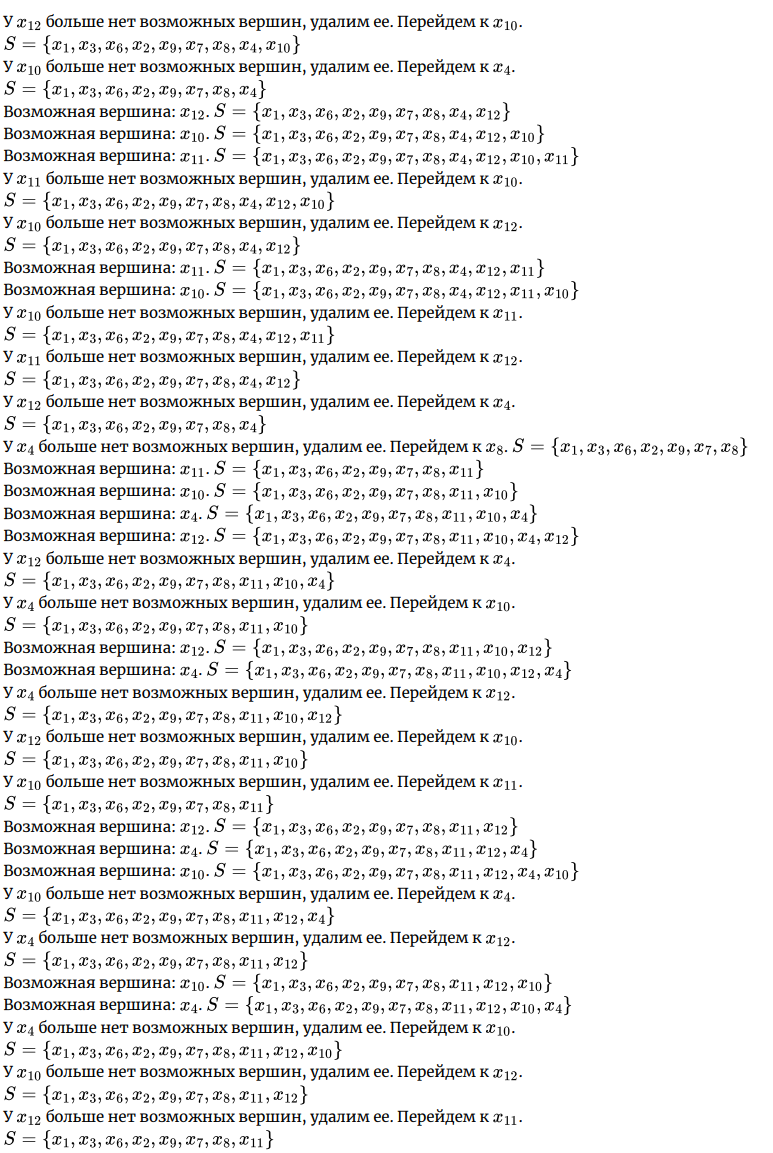 У x₁₂ больше нет возможных вершин, удалим ее. Перейдем к x₁₀.
S = {x₁, x₃, x₆, x₂, x₉, x₇, x₈, x₄, x₁₀}
У x₁₀ больше нет возможных вершин, удалим ее. Перейдем к x₄.
S = {x₁, x₃, x₆, x₂, x₉, x₇, x₈, x₄}
Возможная вершина: x₁₂. S = {x₁, x₃, x₆, x₂, x₉, x₇, x₈, x₄, x₁₂}
Возможная вершина: x₁₀. S = {x₁, x₃, x₆, x₂, x₉, x₇, x₈, x₄, x₁₂, x₁₀}
Возможная вершина: x₁₁. S = {x₁, x₃, x₆, x₂, x₉, x₇, x₈, x₄, x₁₂, x₁₀, x₁₁}
У x₁₁ больше нет возможных вершин, удалим ее. Перейдем к x₁₀.
S = {x₁, x₃, x₆, x₂, x₉, x₇, x₈, x₄, x₁₂, x₁₀}
У x₁₀ больше нет возможных вершин, удалим ее. Перейдем к x₁₂.
S = {x₁, x₃, x₆, x₂, x₉, x₇, x₈, x₄, x₁₂}
Возможная вершина: x₁₁. S = {x₁, x₃, x₆, x₂, x₉, x₇, x₈, x₄, x₁₂, x₁₁}
Возможная вершина: x₁₀. S = {x₁, x₃, x₆, x₂, x₉, x₇, x₈, x₄, x₁₂, x₁₁, x₁₀}
У x₁₀ больше нет возможных вершин, удалим ее. Перейдем к x₁₁.
S = {x₁, x₃, x₆, x₂, x₉, x₇, x₈, x₄, x₁₂, x₁₁}
У x₁₁ больше нет возможных вершин, удалим ее. Перейдем к x₁₂.
S = {x₁, x₃, x₆, x₂, x₉, x₇, x₈, x₄, x₁₂}
У x₁₂ больше нет возможных вершин, удалим ее. Перейдем к x₄.
S = {x₁, x₃, x₆, x₂, x₉, x₇, x₈, x₄}
У x₄ больше нет возможных вершин, удалим ее. Перейдем к x₈. S = {x₁, x₃, x₆, x₂, x₉, x₇, x₈}
Возможная вершина: x₁₁. S = {x₁, x₃, x₆, x₂, x₉, x₇, x₈, x₁₁}
Возможная вершина: x₁₀. S = {x₁, x₃, x₆, x₂, x₉, x₇, x₈, x₁₁, x₁₀}
Возможная вершина: x₄. S = {x₁, x₃, x₆, x₂, x₉, x₇, x₈, x₁₁, x₁₀, x₄}
Возможная вершина: x₁₂. S = {x₁, x₃, x₆, x₂, x₉, x₇, x₈, x₁₁, x₁₀, x₄, x₁₂}
У x₁₂ больше нет возможных вершин, удалим ее. Перейдем к x₄.
S = {x₁, x₃, x₆, x₂, x₉, x₇, x₈, x₁₁, x₁₀, x₄}
У x₄ больше нет возможных вершин, удалим ее. Перейдем к x₁₀.
S = {x₁, x₃, x₆, x₂, x₉, x₇, x₈, x₁₁, x₁₀}
Возможная вершина: x₁₂. S = {x₁, x₃, x₆, x₂, x₉, x₇, x₈, x₁₁, x₁₀, x₁₂}
Возможная вершина: x₄. S = {x₁, x₃, x₆, x₂, x₉, x₇, x₈, x₁₁, x₁₀, x₁₂, x₄}
У x₄ больше нет возможных вершин, удалим ее. Перейдем к x₁₂.
S = {x₁, x₃, x₆, x₂, x₉, x₇, x₈, x₁₁, x₁₀, x₁₂}
У x₁₂ больше нет возможных вершин, удалим ее. Перейдем к x₁₀.
S = {x₁, x₃, x₆, x₂, x₉, x₇, x₈, x₁₁, x₁₀}
У x₁₀ больше нет возможных вершин, удалим ее. Перейдем к x₁₁.
S = {x₁, x₃, x₆, x₂, x₉, x₇, x₈, x₁₁}
Возможная вершина: x₁₂. S = {x₁, x₃, x₆, x₂, x₉, x₇, x₈, x₁₁, x₁₂}
Возможная вершина: x₄. S = {x₁, x₃, x₆, x₂, x₉, x₇, x₈, x₁₁, x₁₂, x₄}
Возможная вершина: x₁₀. S = {x₁, x₃, x₆, x₂, x₉, x₇, x₈, x₁₁, x₁₂, x₄, x₁₀}
У x₁₀ больше нет возможных вершин, удалим ее. Перейдем к x₄.
S = {x₁, x₃, x₆, x₂, x₉, x₇, x₈, x₁₁, x₁₂, x₄}
У x₄ больше нет возможных вершин, удалим ее. Перейдем к x₁₂.
S = {x₁, x₃, x₆, x₂, x₉, x₇, x₈, x₁₁, x₁₂}
Возможная вершина: x₁₀. S = {x₁, x₃, x₆, x₂, x₉, x₇, x₈, x₁₁, x₁₂, x₁₀}
Возможная вершина: x₄. S = {x₁, x₃, x₆, x₂, x₉, x₇, x₈, x₁₁, x₁₂, x₁₀, x₄}
У x₄ больше нет возможных вершин, удалим ее. Перейдем к x₁₀.
S = {x₁, x₃, x₆, x₂, x₉, x₇, x₈, x₁₁, x₁₂, x₁₀}
У x₁₀ больше нет возможных вершин, удалим ее. Перейдем к x₁₂.
S = {x₁, x₃, x₆, x₂, x₉, x₇, x₈, x₁₁, x₁₂}
У x₁₂ больше нет возможных вершин, удалим ее. Перейдем к x₁₁.
S = {x₁, x₃, x₆, x₂, x₉, x₇, x₈, x₁₁}